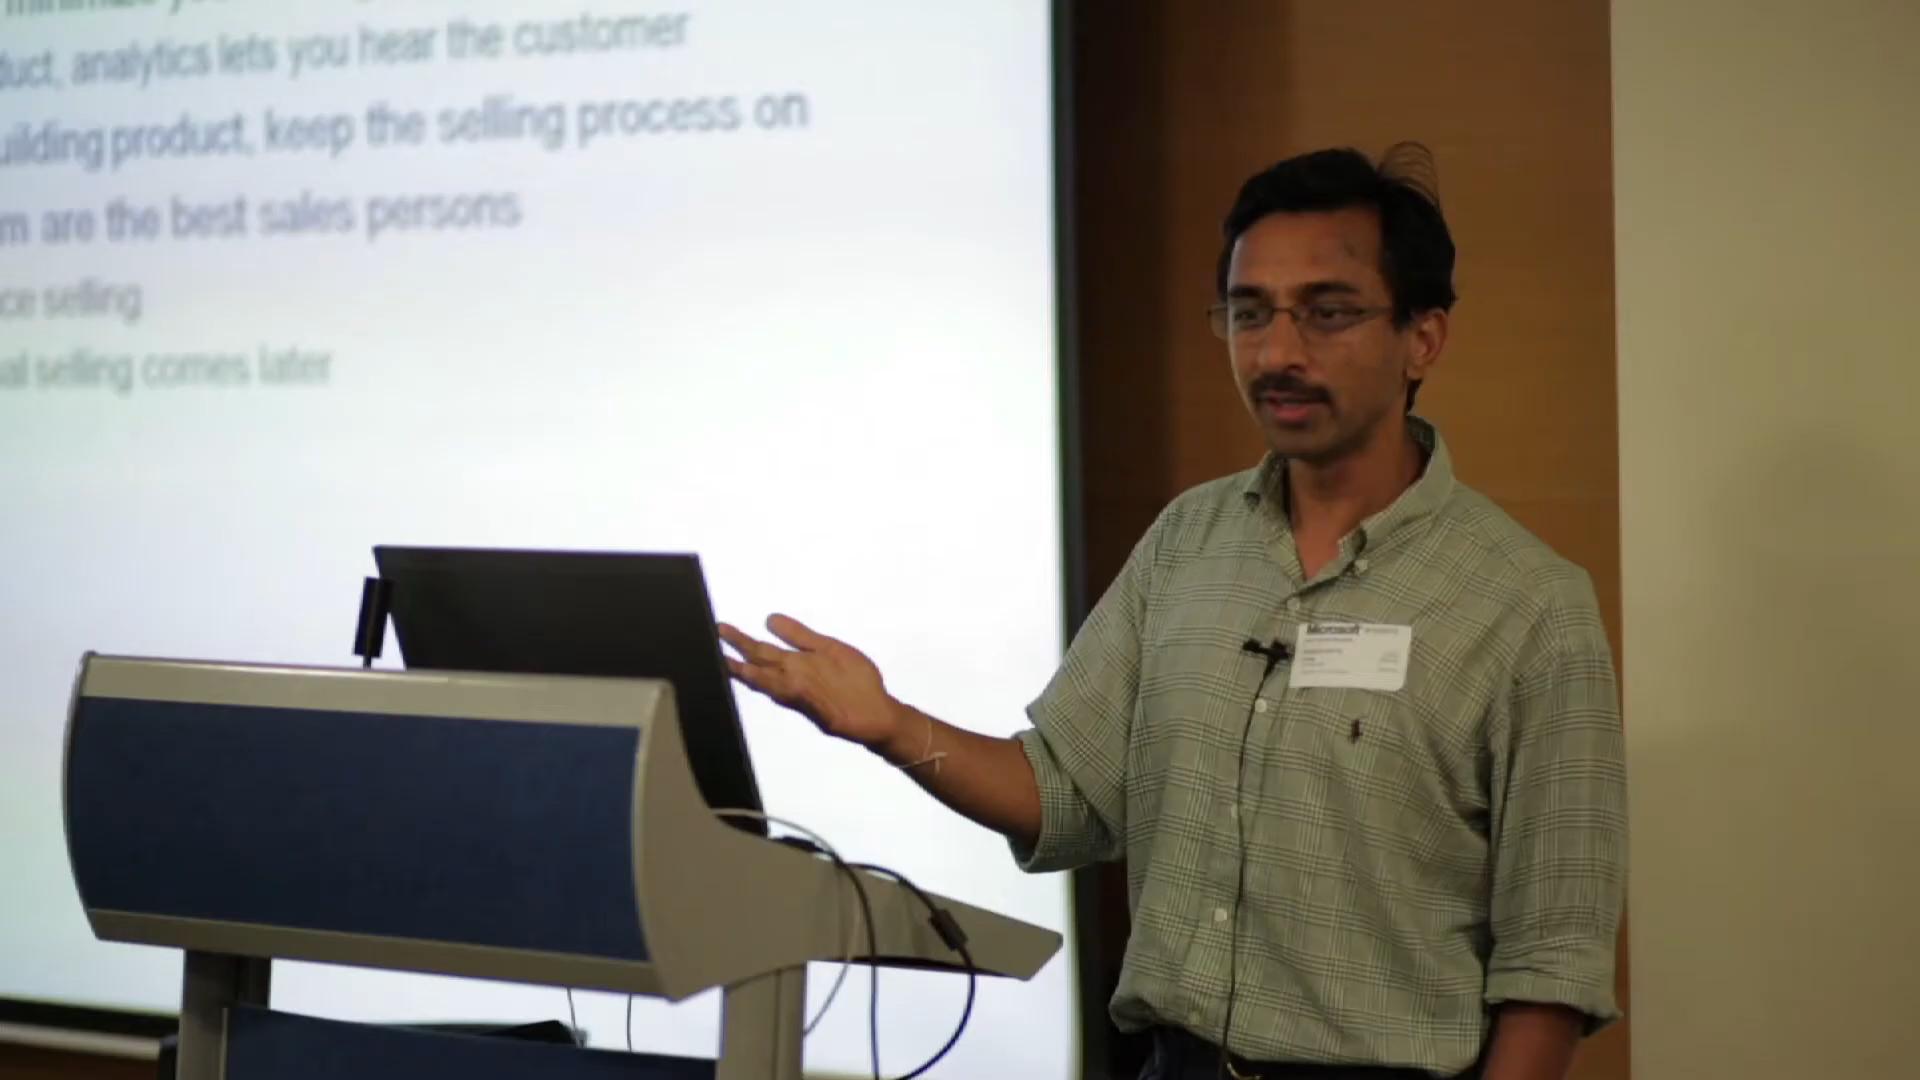 minimize
duct, analytics lets you hear the customer
uilding product, keep the selling process on
m are the best sales persons
ce selling
al selling comes later
Microsoft